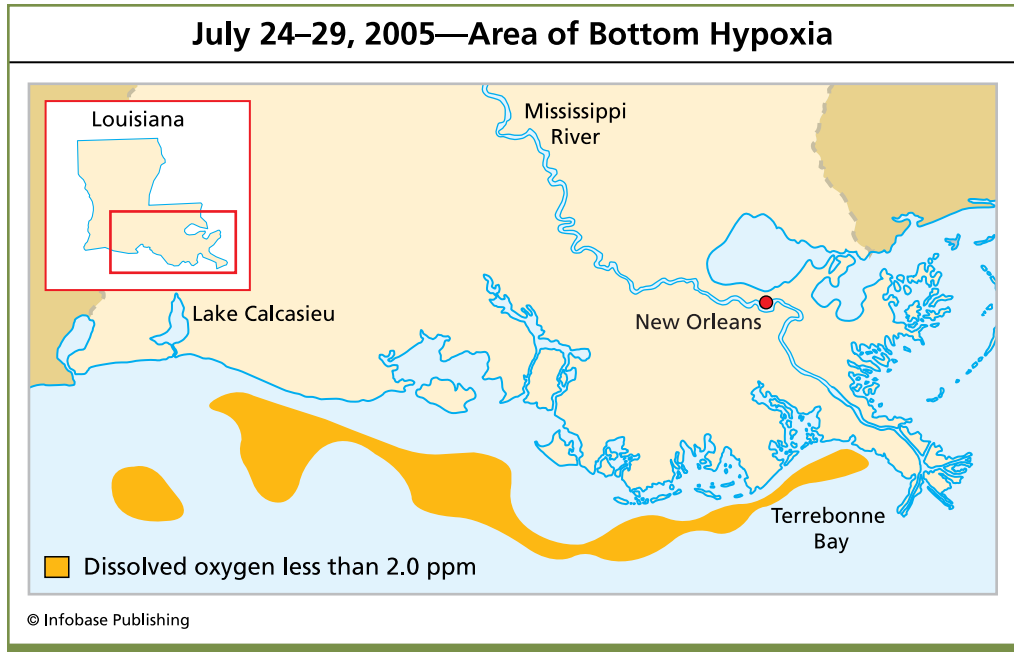 July 24–29, 2005—Area of Bottom Hypoxia
Louisiana
Mississippi
River
Lake Calcasieu
New Orleans
Terrebonne
Bay
Dissolved oxygen less than 2.0 ppm
© Infobase Publishing